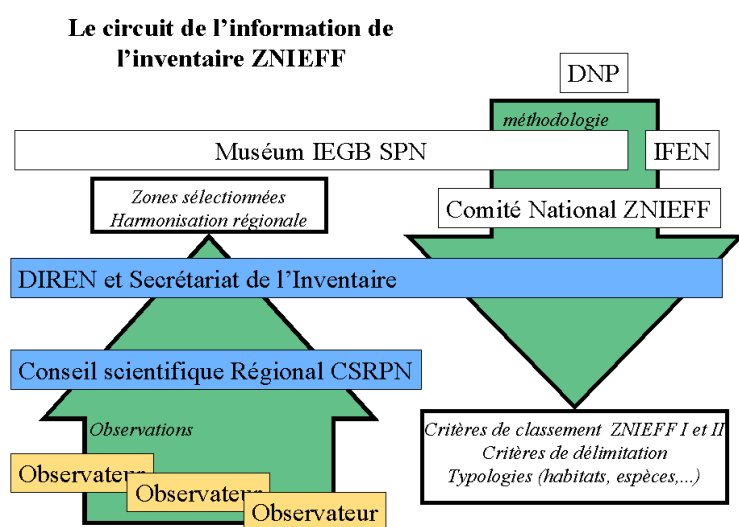 Le circuit de l'information de
l'inventaire ZNIEFF
DNP
méthodologie
Muséum IEGB SPN
IFEN
Zones sélectionnées
Harmonisation régionale
Comité National ZNIEFF
DIREN et Secrétariat de l'Inventaire
Conseil scientifique Régional CSRPN
Observations
Critères de classement ZNIEFF I et II
Critères de délimitation
Typologies (habitats, espèces,...)
Observateur
Observateur
Observateur